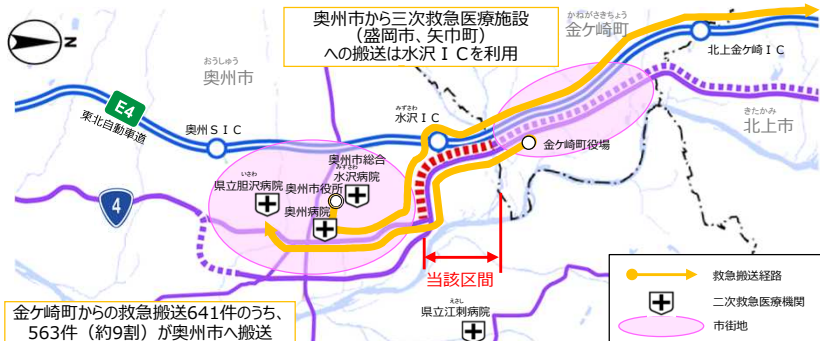 奥州市から三次救急医療施設
(盛岡市、矢巾町)
への搬送は水沢ＩＣを利用
N
かねがさきちょう
金ケ崎町
北上金ケ崎ＩＣ
おうしゅう
奥州市
E4
東北自動車道
奥州ＳＩＣ
みずさわ
水沢ＩＣ
きたかみ
北上市
金ケ崎町役場
奥州市総合
みずさわ
水沢病院
いさわ
県立胆沢病院
奥州市役所
奥州病院
4
当該区間
えさし
県立江刺病院
救急搬送経路
二次救急医療機関
市街地
金ケ崎町からの救急搬送641件のうち、
563件（約9割）が奥州市へ搬送